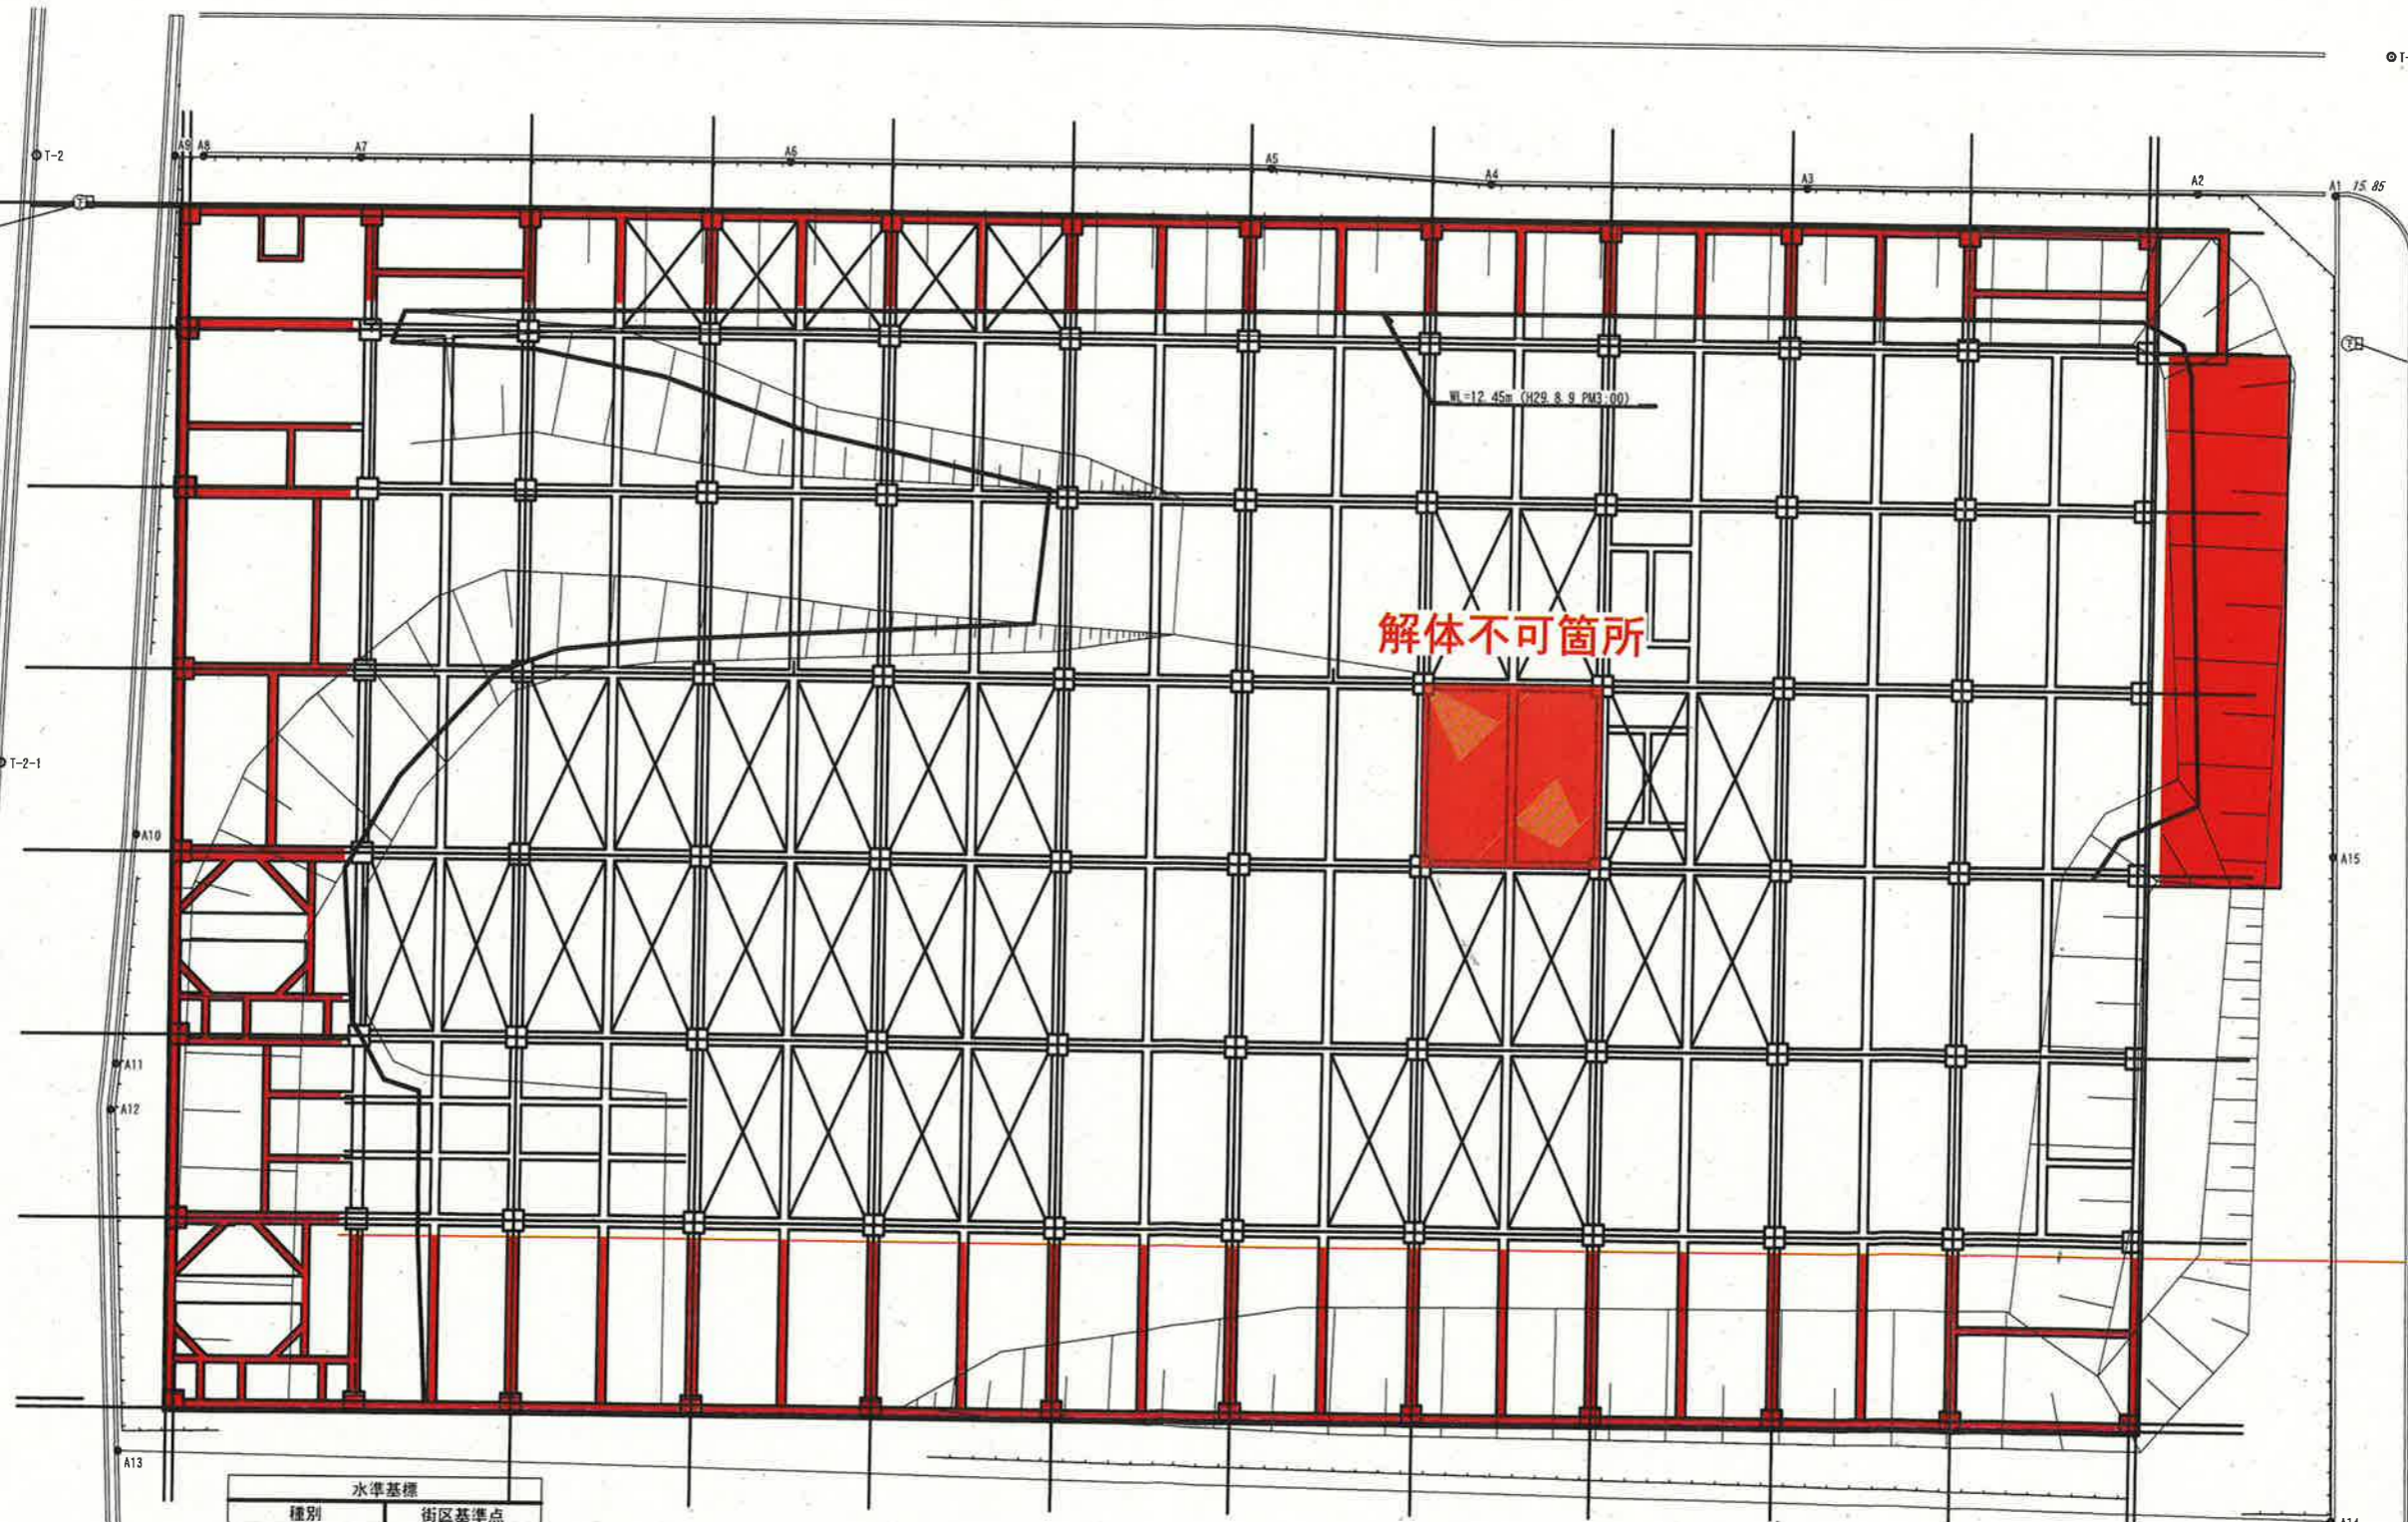 T-2
A9 A8
A7
A6
A5
A4
A3
A2
A1 15.85
WL=12.45m (H29.8.9 PM3:00)
解体不可箇所
T-2-1
A10
A15
A11
A12
A13
水準基標
種別 街区基準点